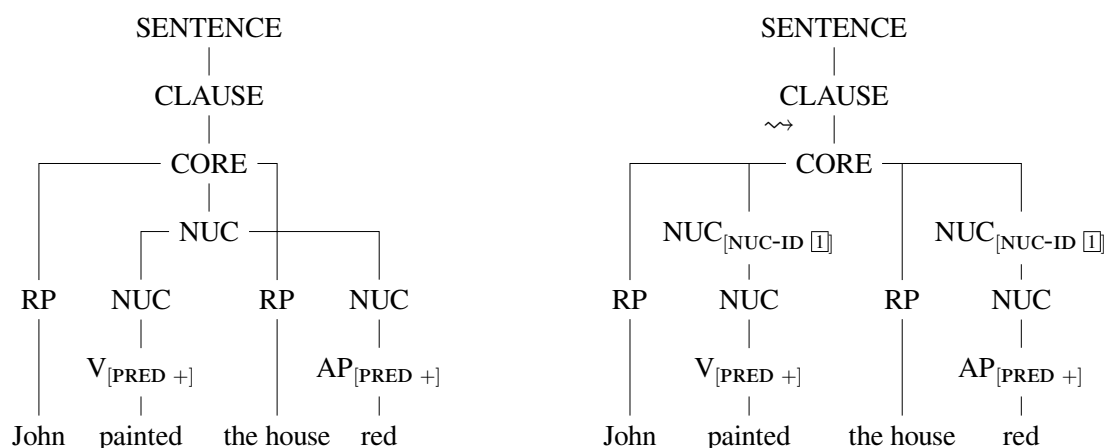 SENTENCE SENTENCE
CLAUSE CLAUSE
⇝
CORE CORE
NUC NUC[NUC-ID 1] NUC[NUC-ID 1]
RP NUC RP NUC RP NUC RP NUC
V[PRED +] AP[PRED +] V[PRED +] AP[PRED +]
John painted the house red John painted the house red